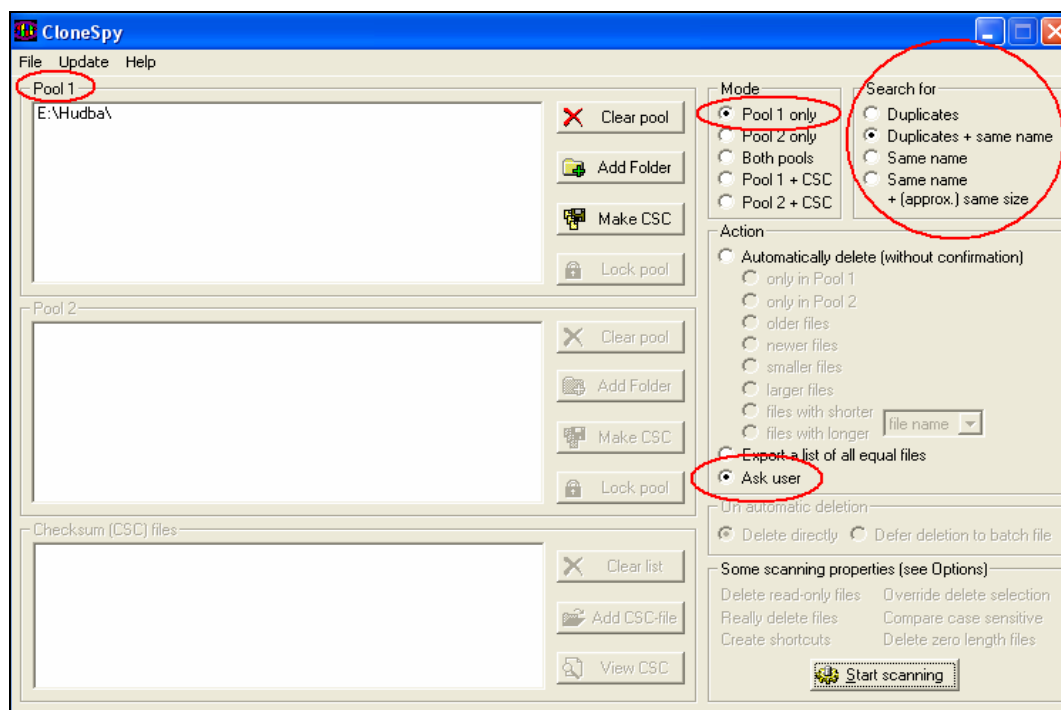 CloneSpy
File Update Help
Pool 1
E:\Hudba\
Clear pool
Add Folder
Make CSC
Lock pool
Pool 2
Clear pool
Add Folder
Make CSC
Lock pool
Checksum (CSC) files
Clear list
Add CSC-file
View CSC
Mode
Pool 1 only
Pool 2 only
Both pools
Pool 1 + CSC
Pool 2 + CSC
Search for
Duplicates
Duplicates + same name
Same name
Same name
+ (approx.) same size
Action
Automatically delete (without confirmation)
only in Pool 1
only in Pool 2
older files
newer files
smaller files
larger files
files with shorter
files with longer
file name
Export a list of all equal files
Ask user
On automatic deletion
Delete directly Defer deletion to batch file
Some scanning properties (see Options)
Delete read-only files Override delete selection
Really delete files Compare case sensitive
Create shortcuts Delete zero length files
Start scanning